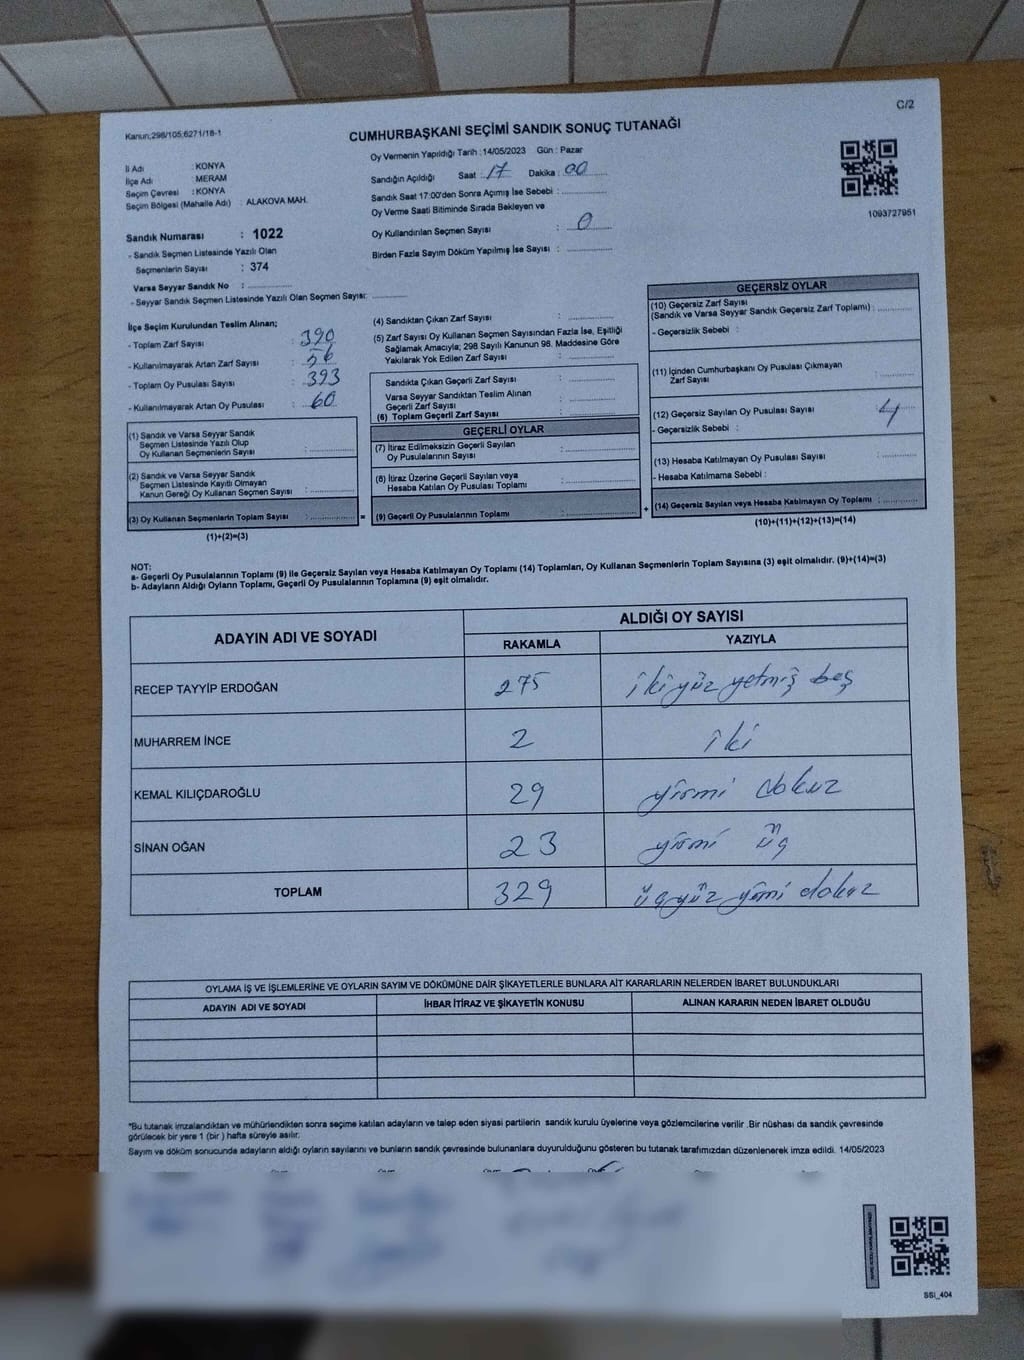 C/2
Kanun;298/105;6271/18-1
CUMHURBAŞKANI SEÇİMİ SANDIK SONUÇ TUTANAĞI
İl Adı : KONYA
İlçe Adı : MERAM
Seçim Çevresi : KONYA
Seçim Bölgesi (Mahalle Adı) : ALAKOVA MAH.
Sandık Numarası : 1022
- Sandık Seçmen Listesinde Yazılı Olan
Seçmenlerin Sayısı : 374
Varsa Seyyar Sandık No :
- Seyyar Sandık Seçmen Listesinde Yazılı Olan Seçmen Sayısı:
Oy Vermenin Yapıldığı Tarih :14/05/2023 Gün : Pazar
Sandığın Açıldığı Saat : 17 Dakika : 00
Sandık Saat 17:00'den Sonra Açımış İse Sebebi :
Oy Verme Saati Bitiminde Sırada Bekleyen ve
Oy Kullandırılan Seçmen Sayısı : 0
Birden Fazla Sayım Döküm Yapılmış İse Sayısı :
1093727951
İlçe Seçim Kurulundan Teslim Alınan;
- Toplam Zarf Sayısı : 390
- Kullanılmayarak Artan Zarf Sayısı : 56
- Toplam Oy Pusulası Sayısı : 393
- Kullanılmayarak Artan Oy Pusulası : 60
(1) Sandık ve Varsa Seyyar Sandık
Seçmen Listesinde Yazılı Olup
Oy Kullanan Seçmenlerin Sayısı :
(2) Sandık ve Varsa Seyyar Sandık
Seçmen Listesinde Kayıtlı Olmayan
Kanun Gereği Oy Kullanan Seçmen Sayısı :
(3) Oy Kullanan Seçmenlerin Toplam Sayısı :
(1)+(2)=(3)
=
(4) Sandıktan Çıkan Zarf Sayısı :
(5) Zarf Sayısı Oy Kullanan Seçmen Sayısından Fazla İse, Eşitliği
Sağlamak Amacıyla; 298 Sayılı Kanunun 98. Maddesine Göre
Yakılarak Yok Edilen Zarf Sayısı :
Sandıkta Çıkan Geçerli Zarf Sayısı :
Varsa Seyyar Sandıktan Teslim Alınan
Geçerli Zarf Sayısı :
(6) Toplam Geçerli Zarf Sayısı :
GEÇERLİ OYLAR
(7) İtiraz Edilmeksizin Geçerli Sayılan
Oy Pusulalarının Sayısı :
(8) İtiraz Üzerine Geçerli Sayılan veya
Hesaba Katılan Oy Pusulası Toplamı :
(9) Geçerli Oy Pusulalarının Toplamı :
+
GEÇERSİZ OYLAR
(10) Geçersiz Zarf Sayısı
(Sandık ve Varsa Seyyar Sandık Geçersiz Zarf Toplamı) :
- Geçersizlik Sebebi :
(11) İçinden Cumhurbaşkanı Oy Pusulası Çıkmayan
Zarf Sayısı :
(12) Geçersiz Sayılan Oy Pusulası Sayısı : 4
- Geçersizlik Sebebi :
(13) Hesaba Katılmayan Oy Pusulası Sayısı :
- Hesaba Katılmama Sebebi :
(14) Geçersiz Sayılan veya Hesaba Katılmayan Oy Toplamı :
(10)+(11)+(12)+(13)=(14)
NOT:
a- Geçerli Oy Pusulalarının Toplamı (9) ile Geçersiz Sayılan veya Hesaba Katılmayan Oy Toplamı (14) Toplamları, Oy Kullanan Seçmenlerin Toplam Sayısına (3) eşit olmalıdır. (9)+(14)=(3)
b- Adayların Aldığı Oyların Toplamı, Geçerli Oy Pusulalarının Toplamına (9) eşit olmalıdır.
ADAYIN ADI VE SOYADI ALDIĞI OY SAYISI
RAKAMLA YAZIYLA
RECEP TAYYİP ERDOĞAN 275 ikiyüz yetmiş beş
MUHARREM İNCE 2 iki
KEMAL KILIÇDAROĞLU 29 yirmi dokuz
SİNAN OĞAN 23 yirmi üç
TOPLAM 329 üçyüz yirmi dokuz
OYLAMA İŞ VE İŞLEMLERİNE VE OYLARIN SAYIM VE DÖKÜMÜNE DAİR ŞİKAYETLERLE BUNLARA AİT KARARLARIN NELERDEN İBARET BULUNDUKLARI
ADAYIN ADI VE SOYADI İHBAR İTİRAZ VE ŞİKAYETİN KONUSU ALINAN KARARIN NEDEN İBARET OLDUĞU
*Bu tutanak imzalandıktan ve mühürlendikten sonra seçime katılan adayların ve talep eden siyasi partilerin sandık kurulu üyelerine veya gözlemcilerine verilir .Bir nüshası da sandık çevresinde
görülecek bir yere 1 (bir ) hafta süreyle asılır.
Sayım ve döküm sonucunda adayların aldığı oyların sayılarını ve bunların sandık çevresinde bulunanlara duyurulduğunu gösteren bu tutanak tarafımızdan düzenlenerek imza edildi. 14/05/2023
SSI_404